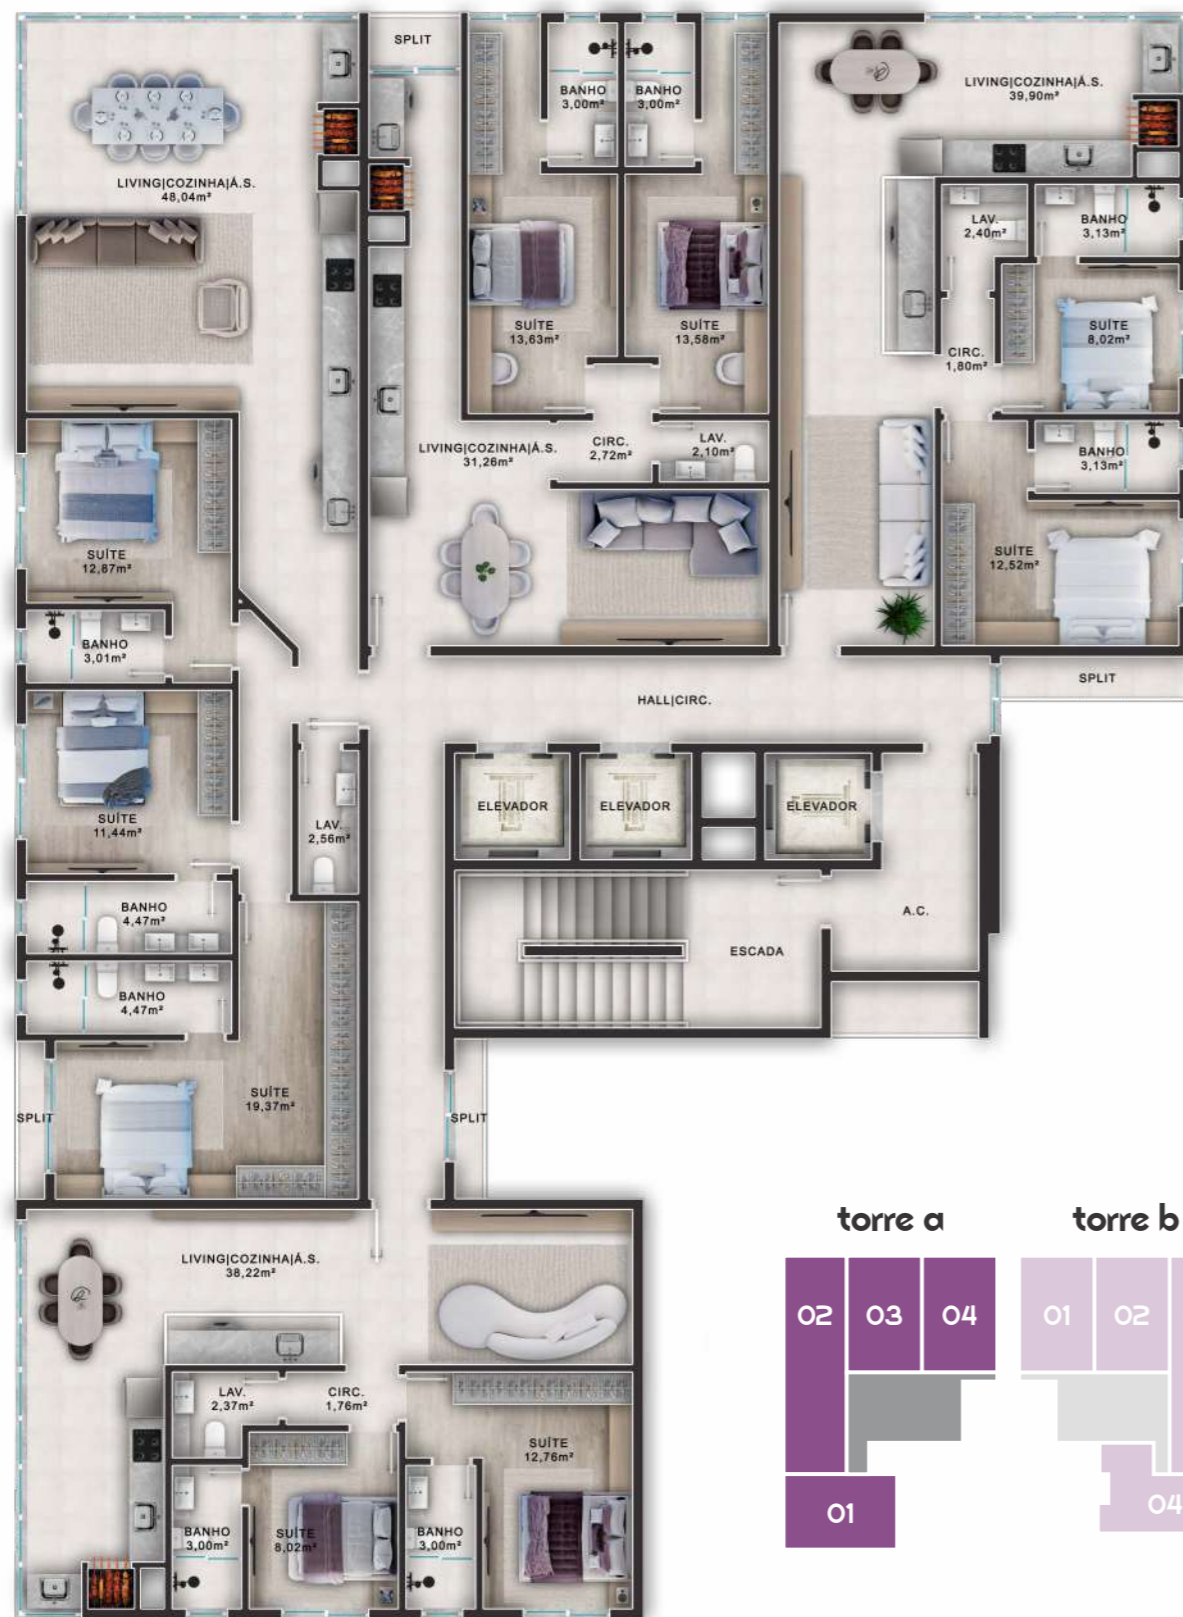 SPLIT
BANHO
3,00m²
BANHO
3,00m²
LIVING|COZINHA|Á.S.
39,90m²
LIVING|COZINHA|Á.S.
48,04m²
LAV.
2,40m²
BANHO
3,13m²
SUÍTE
13,63m²
SUÍTE
13,58m²
SUÍTE
8,02m²
CIRC.
1,80m²
LIVING|COZINHA|Á.S.
31,26m²
CIRC.
2,72m²
LAV.
2,10m²
BANHO
3,13m²
SUÍTE
12,87m²
SUÍTE
12,52m²
BANHO
3,01m²
SPLIT
HALL|CIRC.
ELEVADOR
ELEVADOR
ELEVADOR
SUÍTE
11,44m²
LAV.
2,56m²
BANHO
4,47m²
A.C.
ESCADA
BANHO
4,47m²
SUÍTE
19,37m²
SPLIT
SPLIT
torre a
torre b
LIVING|COZINHA|Á.S.
38,22m²
02
03
04
01
02
LAV.
2,37m²
CIRC.
1,76m²
SUÍTE
12,76m²
01
04
BANHO
3,00m²
SUÍTE
8,02m²
BANHO
3,00m²